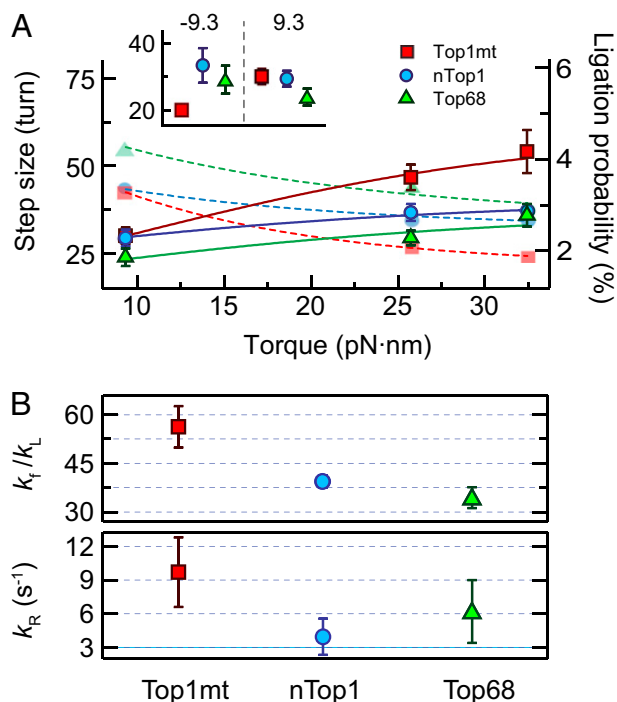 A
-9.3 9.3
40
20
Top1mt
nTop1
Top68
75
50
25
Step size (turn)
6
4
2
Ligation probability (%)
10 15 20 25 30
Torque (pN·nm)
B
60
45
30
kf/kL
12
9
6
3
kR (s-1)
Top1mt nTop1 Top68